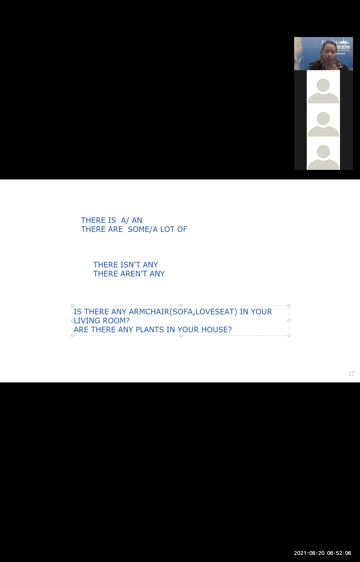 THERE IS A/ AN
THERE ARE SOME/A LOT OF
THERE ISN'T ANY
THERE AREN'T ANY
IS THERE ANY ARMCHAIR(SOFA,LOVESEAT) IN YOUR
LIVING ROOM?
ARE THERE ANY PLANTS IN YOUR HOUSE?
2021-08-20 06:52:06